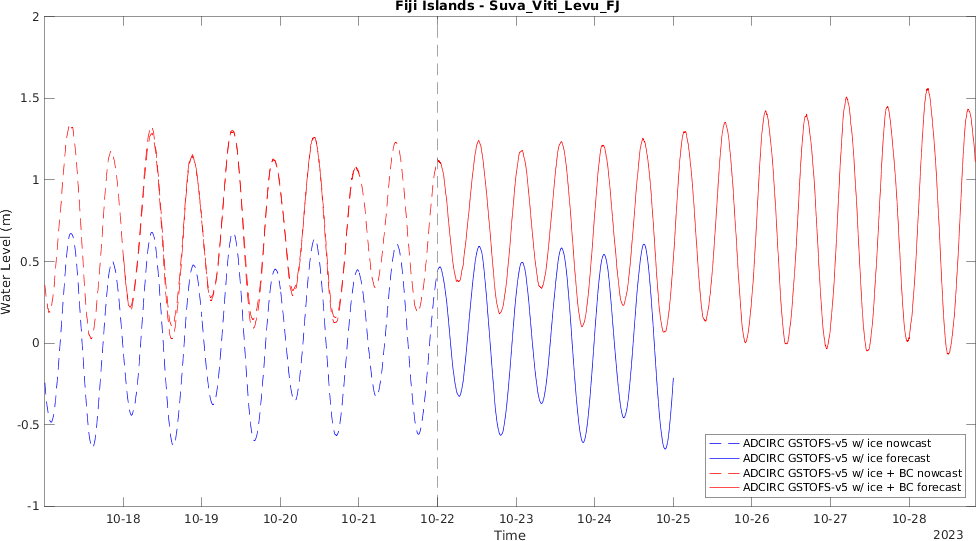 Fiji Islands - Suva_Viti_Levu_FJ
2
1.5
1
0.5
0
-0.5
-1
Water Level (m)
10-18 10-19 10-20 10-21 10-22 10-23 10-24 10-25 10-26 10-27 10-28
Time
2023
ADCIRC GSTOFS-v5 w/ ice nowcast
ADCIRC GSTOFS-v5 w/ ice forecast
ADCIRC GSTOFS-v5 w/ ice + BC nowcast
ADCIRC GSTOFS-v5 w/ ice + BC forecast